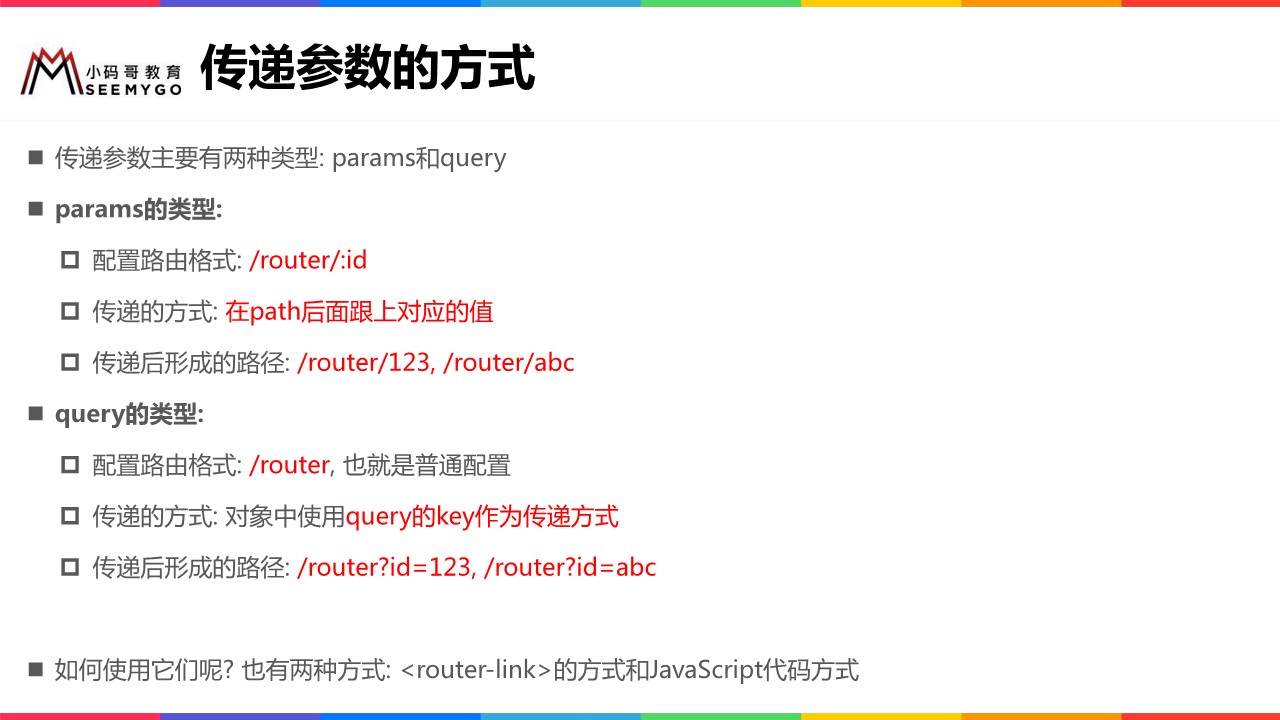 小码哥教育
SEEMYGO
传递参数的方式
传递参数主要有两种类型: params和query
params的类型:
配置路由格式: /router/:id
传递的方式: 在path后面跟上对应的值
传递后形成的路径: /router/123, /router/abc
query的类型:
配置路由格式: /router, 也就是普通配置
传递的方式: 对象中使用query的key作为传递方式
传递后形成的路径: /router?id=123, /router?id=abc
如何使用它们呢? 也有两种方式: <router-link>的方式和JavaScript代码方式